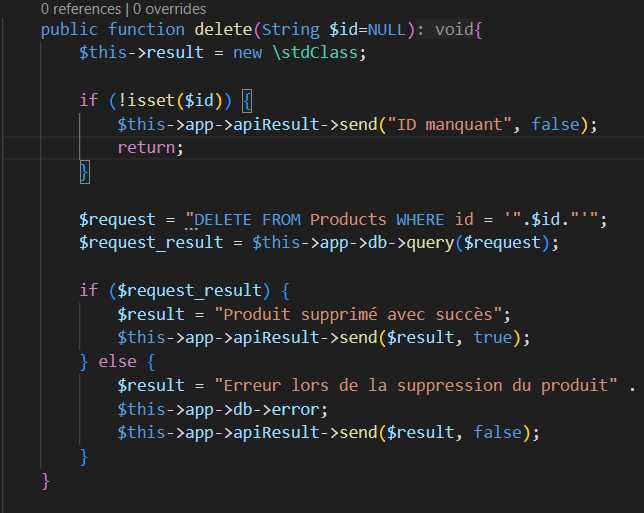 0 references | 0 overrides
public function delete(String $id=NULL): void{
$this->result = new \stdClass;
if (!isset($id)) {
$this->app->apiResult->send("ID manquant", false);
return;
}
$request = "DELETE FROM Products WHERE id = '".$id."'";
$request_result = $this->app->db->query($request);
if ($request_result) {
$result = "Produit supprimé avec succès";
$this->app->apiResult->send($result, true);
} else {
$result = "Erreur lors de la suppression du produit" .
$this->app->db->error;
$this->app->apiResult->send($result, false);
}
}